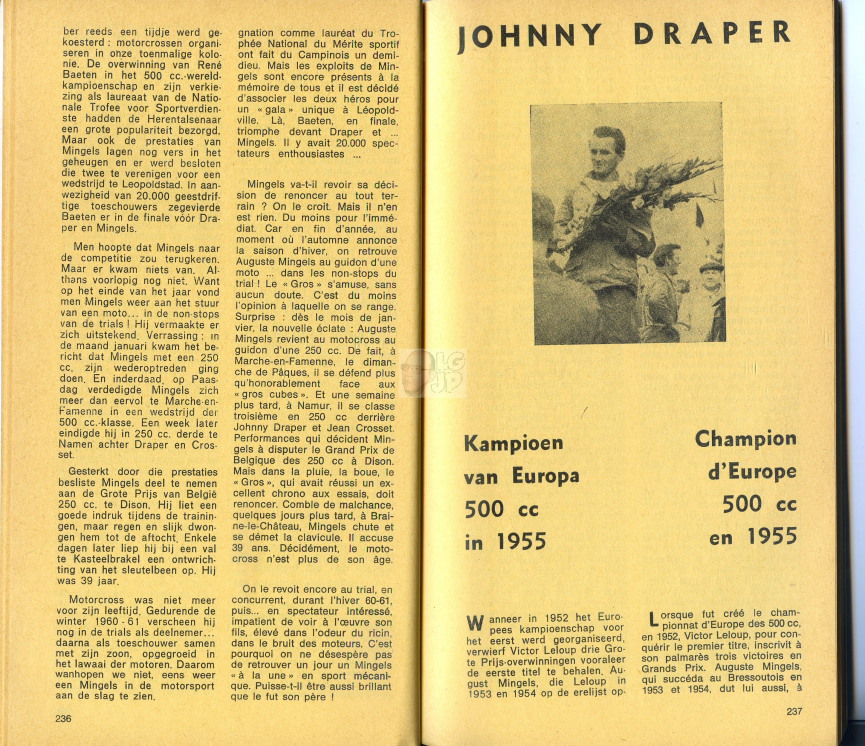 ber reeds een tijdje werd ge-
koesterd : motorcrossen organi-
seren in onze toenmalige kolo-
nie. De overwinning van René
Baeten in het 500 cc.-wereld-
kampioenschap en zijn verkie-
zing als laureaat van de Natio-
nale Trofee voor Sportverdien-
ste hadden de Herentalsenaar
een grote populariteit bezorgd.
Maar ook de prestaties van
Mingels lagen nog vers in het
geheugen en er werd besloten
die twee te verenigen voor een
wedstrijd te Leopoldstad. In aan-
wezigheid van 20.000 geestdrif-
tige toeschouwers zegevierde
Baeten er in de finale vóór Dra-
per en Mingels.
Men hoopte dat Mingels naar
de competitie zou terugkeren.
Maar er kwam niets van. Al-
thans voorlopig nog niet. Want
op het einde van het jaar vond
men Mingels weer aan het stuur
van een moto... in de non-stops
van de trials ! Hij vermaakte er
zich uitstekend. Verrassing : in
de maand januari kwam het be-
richt dat Mingels met een 250
cc. zijn wederoptreden ging
doen. En inderdaad, op Paas-
dag verdedigde Mingels zich
meer dan eervol te Marche-en-
Famenne in een wedstrijd der
500 cc.-klasse. Een week later
eindigde hij in 250 cc. derde te
Namen achter Draper en Cros-
set.
Gesterkt door die prestaties
besliste Mingels deel te nemen
aan de Grote Prijs van België
250 cc. te Dison. Hij liet een
goede indruk tijdens de trainin-
gen, maar regen en slijk dwon-
gen hem tot de aftocht. Enkele
dagen later liep hij bij een val
te Kasteelbrakel een ontwrich-
ting van het sleutelbeen op. Hij
was 39 jaar.
Motorcross was niet meer
voor zijn leeftijd. Gedurende de
winter 1960 - 61 verscheen hij
nog in de trials als deelnemer...
daarna als toeschouwer samen
met zijn zoon, opgegroeid in
het lawaai der motoren. Daarom
wanhopen we niet, eens weer
een Mingels in de motorsport
aan de slag te zien.
236
gnation comme lauréat du Tro-
phée National du Mérite sportif
ont fait du Campinois un demi-
dieu. Mais les exploits de Min-
gels sont encore présents à la
mémoire de tous et il est décidé
d'associer les deux héros pour
un « gala » unique à Léopold-
ville. Là, Baeten, en finale,
triomphe devant Draper et ...
Mingels. Il y avait 20.000 spec-
tateurs enthousiastes ...
Mingels va-t-il revoir sa déci-
sion de renoncer au tout ter-
rain ? On le croit. Mais il n'en
est rien. Du moins pour l'immé-
diat. Car en fin d'année, au
moment où l'automne annonce
la saison d'hiver, on retrouve
Auguste Mingels au guidon d'une
moto ... dans les non-stops du
trial ! Le « Gros » s'amuse, sans
aucun doute. C'est du moins
l'opinion à laquelle on se range.
Surprise : dès le mois de jan-
vier, la nouvelle éclate : Auguste
Mingels revient au motocross au
guidon d'une 250 cc. De fait, à
Marche-en-Famenne, le diman-
che de Pâques, il se défend plus
qu'honorablement face aux
« gros cubes ». Et une semaine
plus tard, à Namur, il se classe
troisième en 250 cc derrière
Johnny Draper et Jean Crosset.
Performances qui décident Min-
gels à disputer le Grand Prix de
Belgique des 250 cc à Dison.
Mais dans la pluie, la boue, le
« Gros », qui avait réussi un ex-
cellent chrono aux essais, doit
renoncer. Comble de malchance,
quelques jours plus tard, à Brai-
ne-le-Château, Mingels chute et
se démet la clavicule. Il accuse
39 ans. Décidément, le moto-
cross n'est plus de son âge.
On le revoit encore au trial, en
concurrent, durant l'hiver 60-61,
puis... en spectateur intéressé,
impatient de voir à l'œuvre son
fils, élevé dans l'odeur du ricin,
dans le bruit des moteurs. C'est
pourquoi on ne désespère pas
de retrouver un jour un Mingels
« à la une » en sport mécani-
que. Puisse-t-il être aussi brillant
que le fut son père !
JOHNNY DRAPER
Kampioen
van Europa
500 cc
in 1955
Champion
d'Europe
500 cc
en 1955
Wanneer in 1952 het Euro-
pees kampioenschap voor
het eerst werd georganiseerd,
verwierf Victor Leloup drie Gro-
te Prijs-overwinningen vooraleer
de eerste titel te behalen. Au-
gust Mingels, die Leloup in
1953 en 1954 op de erelijst op-
Lorsque fut créé le cham-
pionnat d'Europe des 500 cc,
en 1952, Victor Leloup, pour con-
quérir le premier titre, inscrivit à
son palmarès trois victoires en
Grands Prix. Auguste Mingels,
qui succéda au Bressoutois en
1953 et 1954, dut lui aussi, à
237
LG
JP